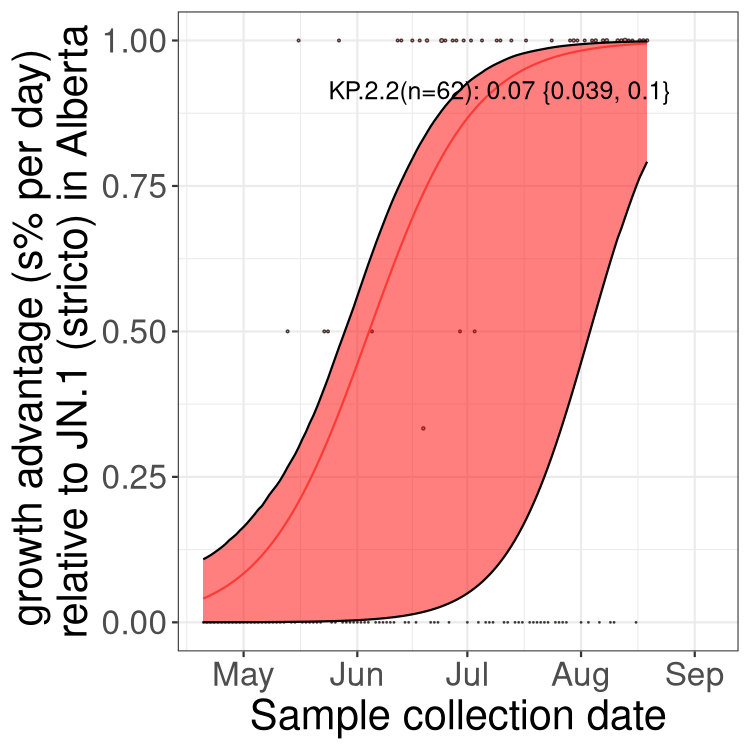 growth advantage (s% per day)
relative to JN.1 (stricto) in Alberta
1.00
0.75
0.50
0.25
0.00
KP.2.2(n=62): 0.07 {0.039, 0.1}
May Jun Jul Aug Sep
Sample collection date